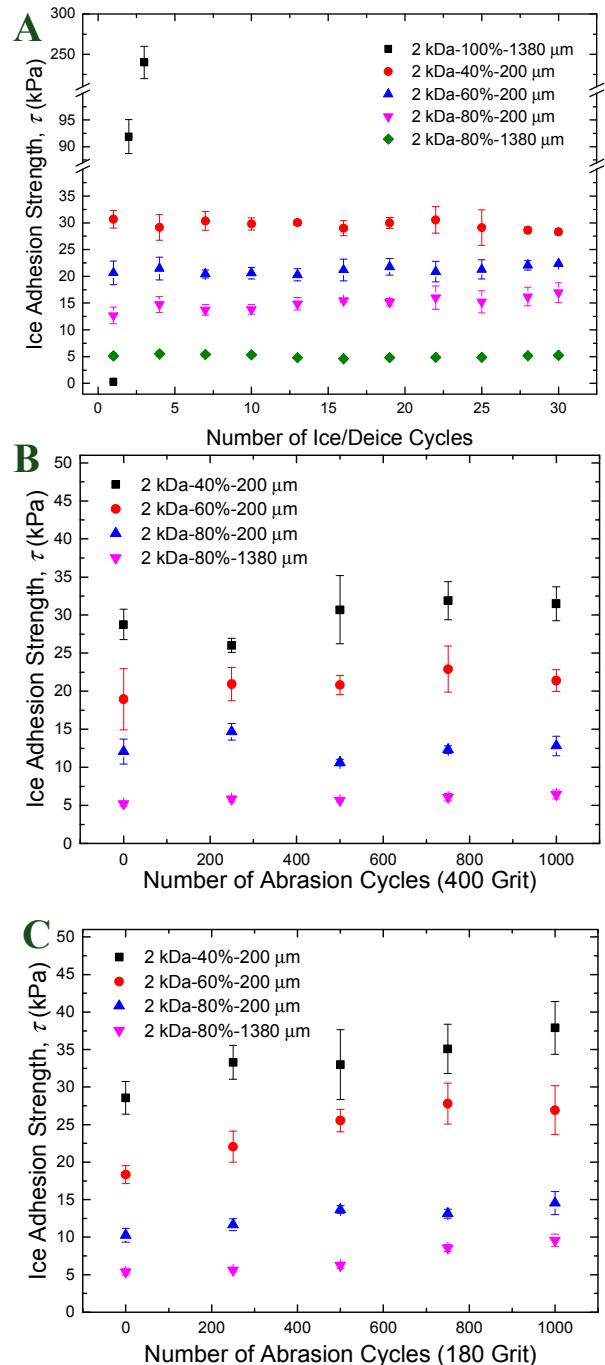 A
300
250
95
90
35
30
25
20
15
10
5
0
Ice Adhesion Strength, τ (kPa)
2 kDa-100%-1380 μm
2 kDa-40%-200 μm
2 kDa-60%-200 μm
2 kDa-80%-200 μm
2 kDa-80%-1380 μm
0 5 10 15 20 25 30
Number of Ice/Deice Cycles
B
50
45
40
35
30
25
20
15
10
5
0
Ice Adhesion Strength, τ (kPa)
2 kDa-40%-200 μm
2 kDa-60%-200 μm
2 kDa-80%-200 μm
2 kDa-80%-1380 μm
0 200 400 600 800 1000
Number of Abrasion Cycles (400 Grit)
C
50
45
40
35
30
25
20
15
10
5
0
Ice Adhesion Strength, τ (kPa)
2 kDa-40%-200 μm
2 kDa-60%-200 μm
2 kDa-80%-200 μm
2 kDa-80%-1380 μm
0 200 400 600 800 1000
Number of Abrasion Cycles (180 Grit)